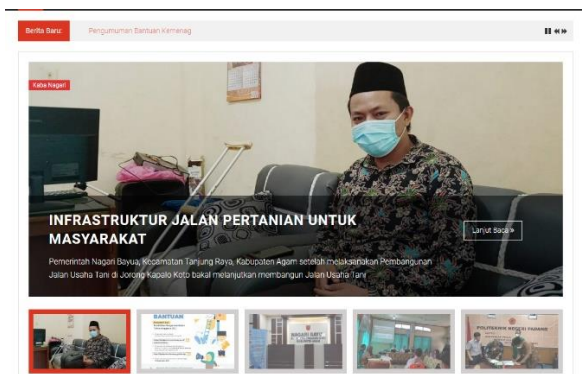 Berita Baru:
Pengumuman Bantuan Kemenag
Kaba Nagari
INFRASTRUKTUR JALAN PERTANIAN UNTUK
MASYARAKAT
Lanjut Baca »
Pemerintah Nagari Bayua, Kecamatan Tanjung Raya, Kabupaten Agam setelah melaksanakan Pembangunan
Jalan Usaha Tani di Jorong Kapalo Koto bakal melanjutkan membangun Jalan Usaha Tani
BANTUAN
NAGARI BAYUA
POLITEKNIK NEGERI PADANG